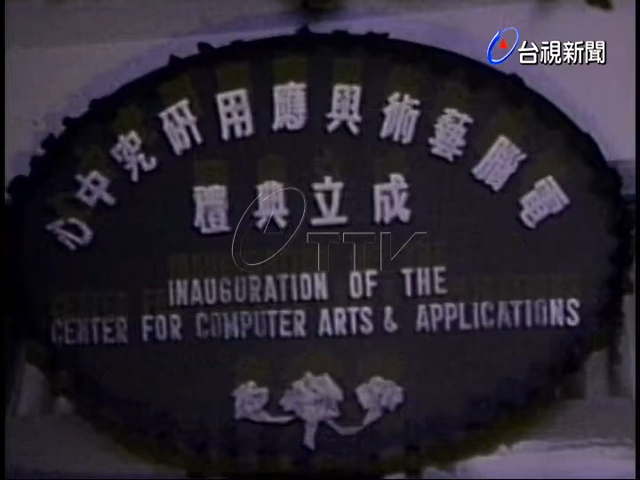 台視新聞
電腦藝術與應用研究中心
成立典禮
TTV
INAUGURATION OF THE
CENTER FOR COMPUTER ARTS & APPLICATIONS